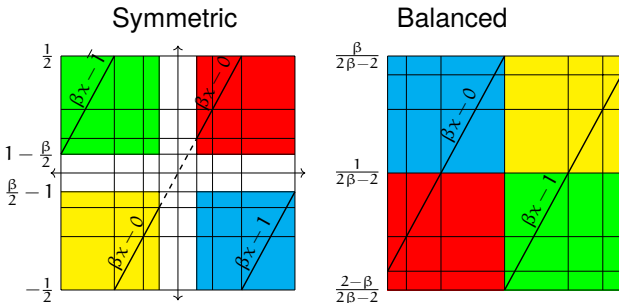 Symmetric
Balanced
1/2
1 − β/2
β/2 − 1
−1/2
βx − 1̄
βx − 0
βx − 0
βx − 1
β/2β−2
1/2β−2
2−β/2β−2
βx − 0
βx − 1